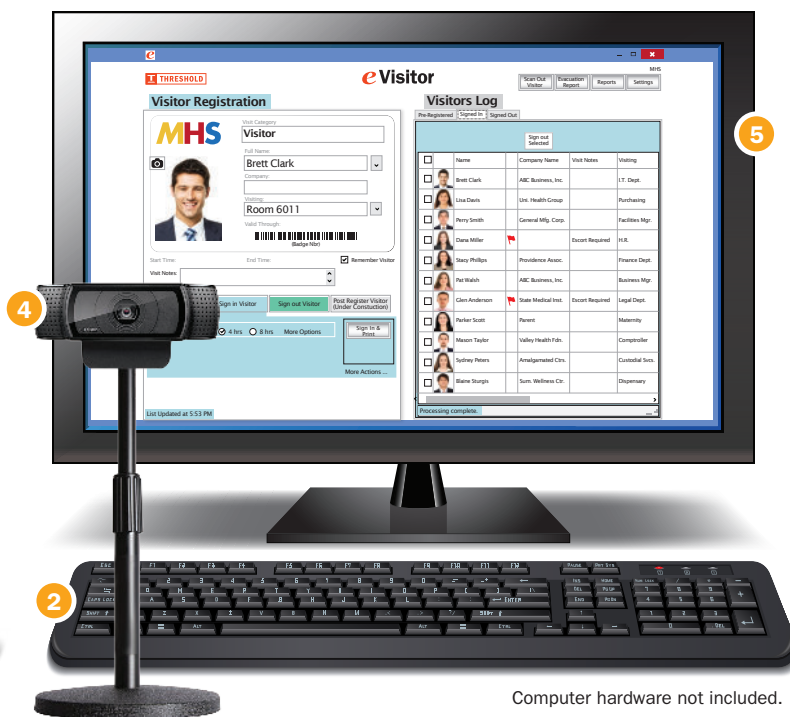 e
T THRESHOLD
eVisitor
MHS
Scan Out Visitor
Evacuation Report
Reports
Settings
Visitor Registration
MHS
Visit Category
Visitor
Full Name:
Brett Clark
Company:
Visiting:
Room 6011
Valid Through
(Badge Nbr)
Start Time:
End Time:
Remember Visitor
Visit Notes:
Sign in Visitor
Sign out Visitor
Post Register Visitor
(Under Constuction)
4 hrs
8 hrs
More Options
Sign In &
Print
More Actions ...
List Updated at 5:53 PM
Visitors Log
Pre-Registered
Signed In
Signed Out
Sign out
Selected
Name Company Name Visit Notes Visiting
Brett Clark ABC Business, Inc. I.T. Dept.
Lisa Davis Uni. Health Group Purchasing
Perry Smith General Mfg. Corp. Facilities Mgr.
Dana Miller Escort Required H.R.
Stacy Phillips Providence Assoc. Finance Dept.
Pat Walsh ABC Business, Inc. Business Mgr.
Glen Anderson State Medical Inst. Escort Required Legal Dept.
Parker Scott Parent Maternity
Mason Taylor Valley Health Fdn. Comptroller
Sydney Peters Amalgamated Ctrs. Custodial Svcs.
Blaine Sturgis Sum. Wellness Ctr. Dispensary
Processing complete.
5
4
2
Computer hardware not included.